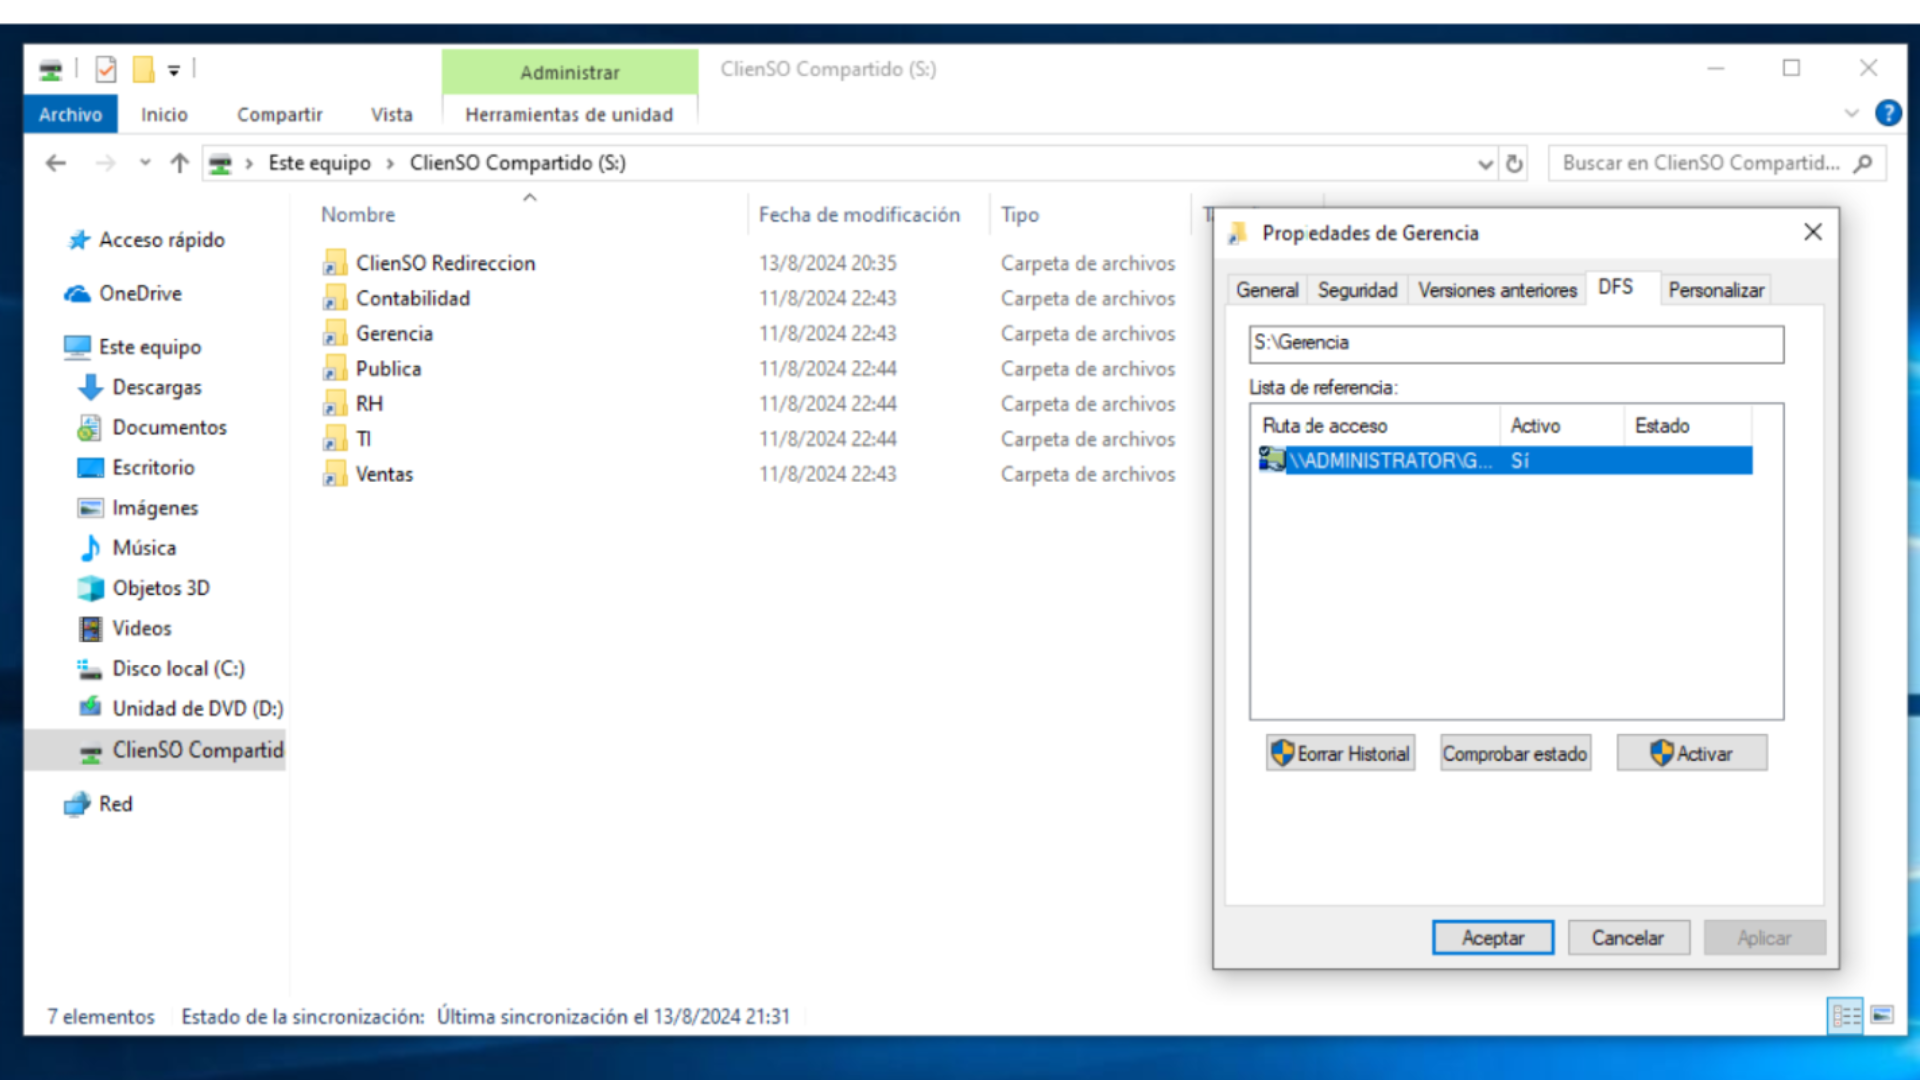 Administrar
ClienSO Compartido (S:)
Archivo Inicio Compartir Vista Herramientas de unidad
Este equipo > ClienSO Compartido (S:)
Buscar en ClienSO Compartid...
Acceso rápido
OneDrive
Este equipo
Descargas
Documentos
Escritorio
Imágenes
Música
Objetos 3D
Videos
Disco local (C:)
Unidad de DVD (D:)
ClienSO Compartid
Red
Nombre Fecha de modificación Tipo
ClienSO Redireccion 13/8/2024 20:35 Carpeta de archivos
Contabilidad 11/8/2024 22:43 Carpeta de archivos
Gerencia 11/8/2024 22:43 Carpeta de archivos
Publica 11/8/2024 22:44 Carpeta de archivos
RH 11/8/2024 22:44 Carpeta de archivos
TI 11/8/2024 22:44 Carpeta de archivos
Ventas 11/8/2024 22:43 Carpeta de archivos
Propiedades de Gerencia
General Seguridad Versiones anteriores DFS Personalizar
S:\Gerencia
Lista de referencia:
Ruta de acceso Activo Estado
\\ADMINISTRATOR\G... Sí
Borrar Historial Comprobar estado Activar
Aceptar Cancelar Aplicar
7 elementos Estado de la sincronización: Última sincronización el 13/8/2024 21:31